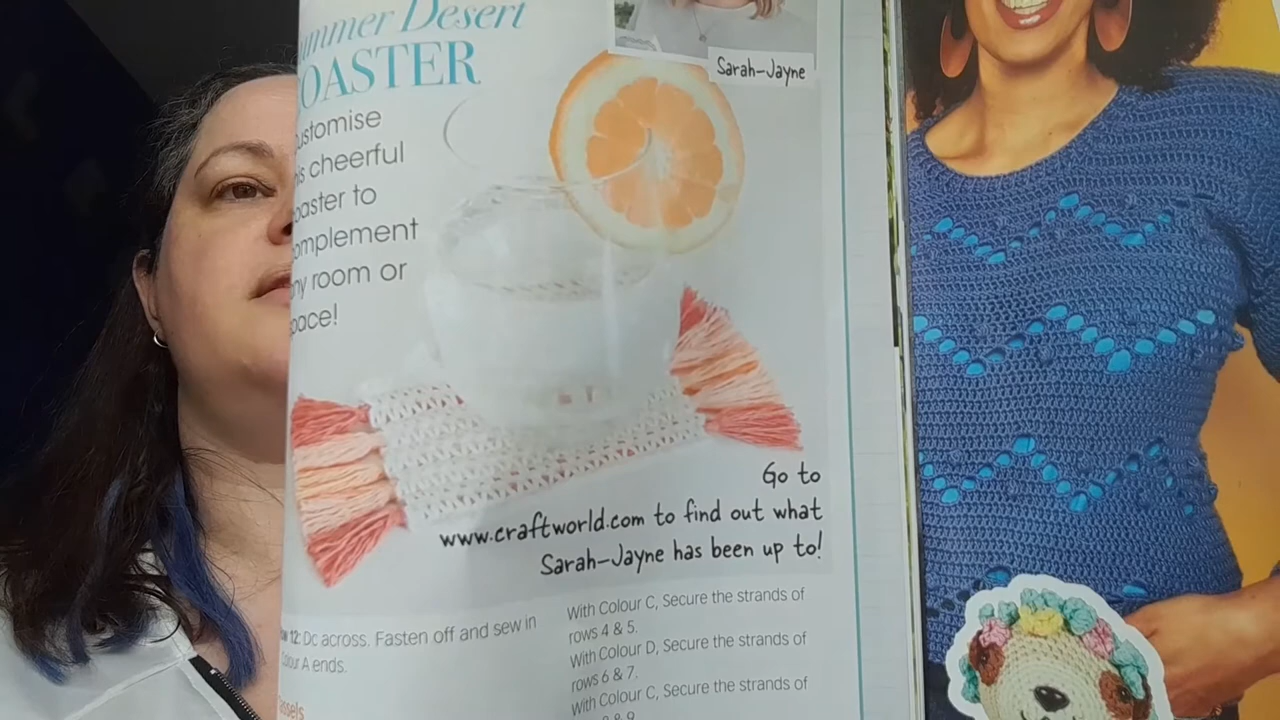 ummer Desert
OASTER
ustomise
is cheerful
oaster to
omplement
ny room or
pace!
Sarah-Jayne
Go to
www.craftworld.com to find out what
Sarah-Jayne has been up to!
12: Dc across. Fasten off and sew in
Colour A ends.
assels
With Colour C, Secure the strands of
rows 4 & 5.
With Colour D, Secure the strands of
rows 6 & 7.
With Colour C, Secure the strands of